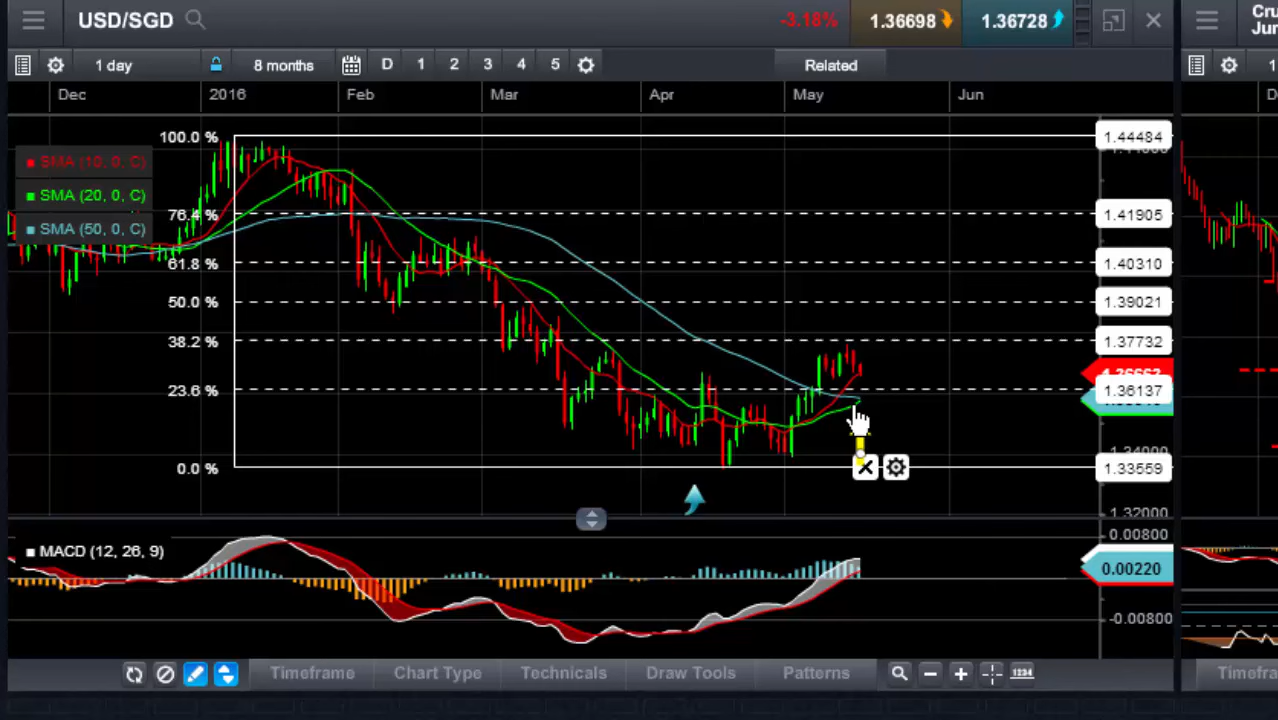 USD/SGD -3.18% 1.36698 1.36728
1 day 8 months D 1 2 3 4 5 Related
Dec 2016 Feb Mar Apr May Jun
100.0 % 1.44484
SMA (10, 0, C)
SMA (20, 0, C)
76.4 % 1.41905
SMA (50, 0, C)
61.8 % 1.40310
50.0 % 1.39021
38.2 % 1.37732
23.6 % 1.36137
1.34000
0.0 % 1.33559
1.32000
0.00800
MACD (12, 26, 9)
0.00220
-0.00800
Timeframe Chart Type Technicals Draw Tools Patterns 1234